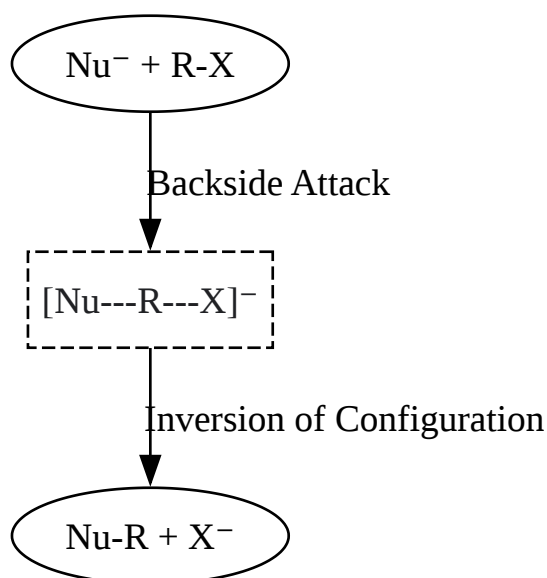 Nu⁻ + R-X
Backside Attack
[Nu---R---X]⁻
Inversion of Configuration
Nu-R + X⁻